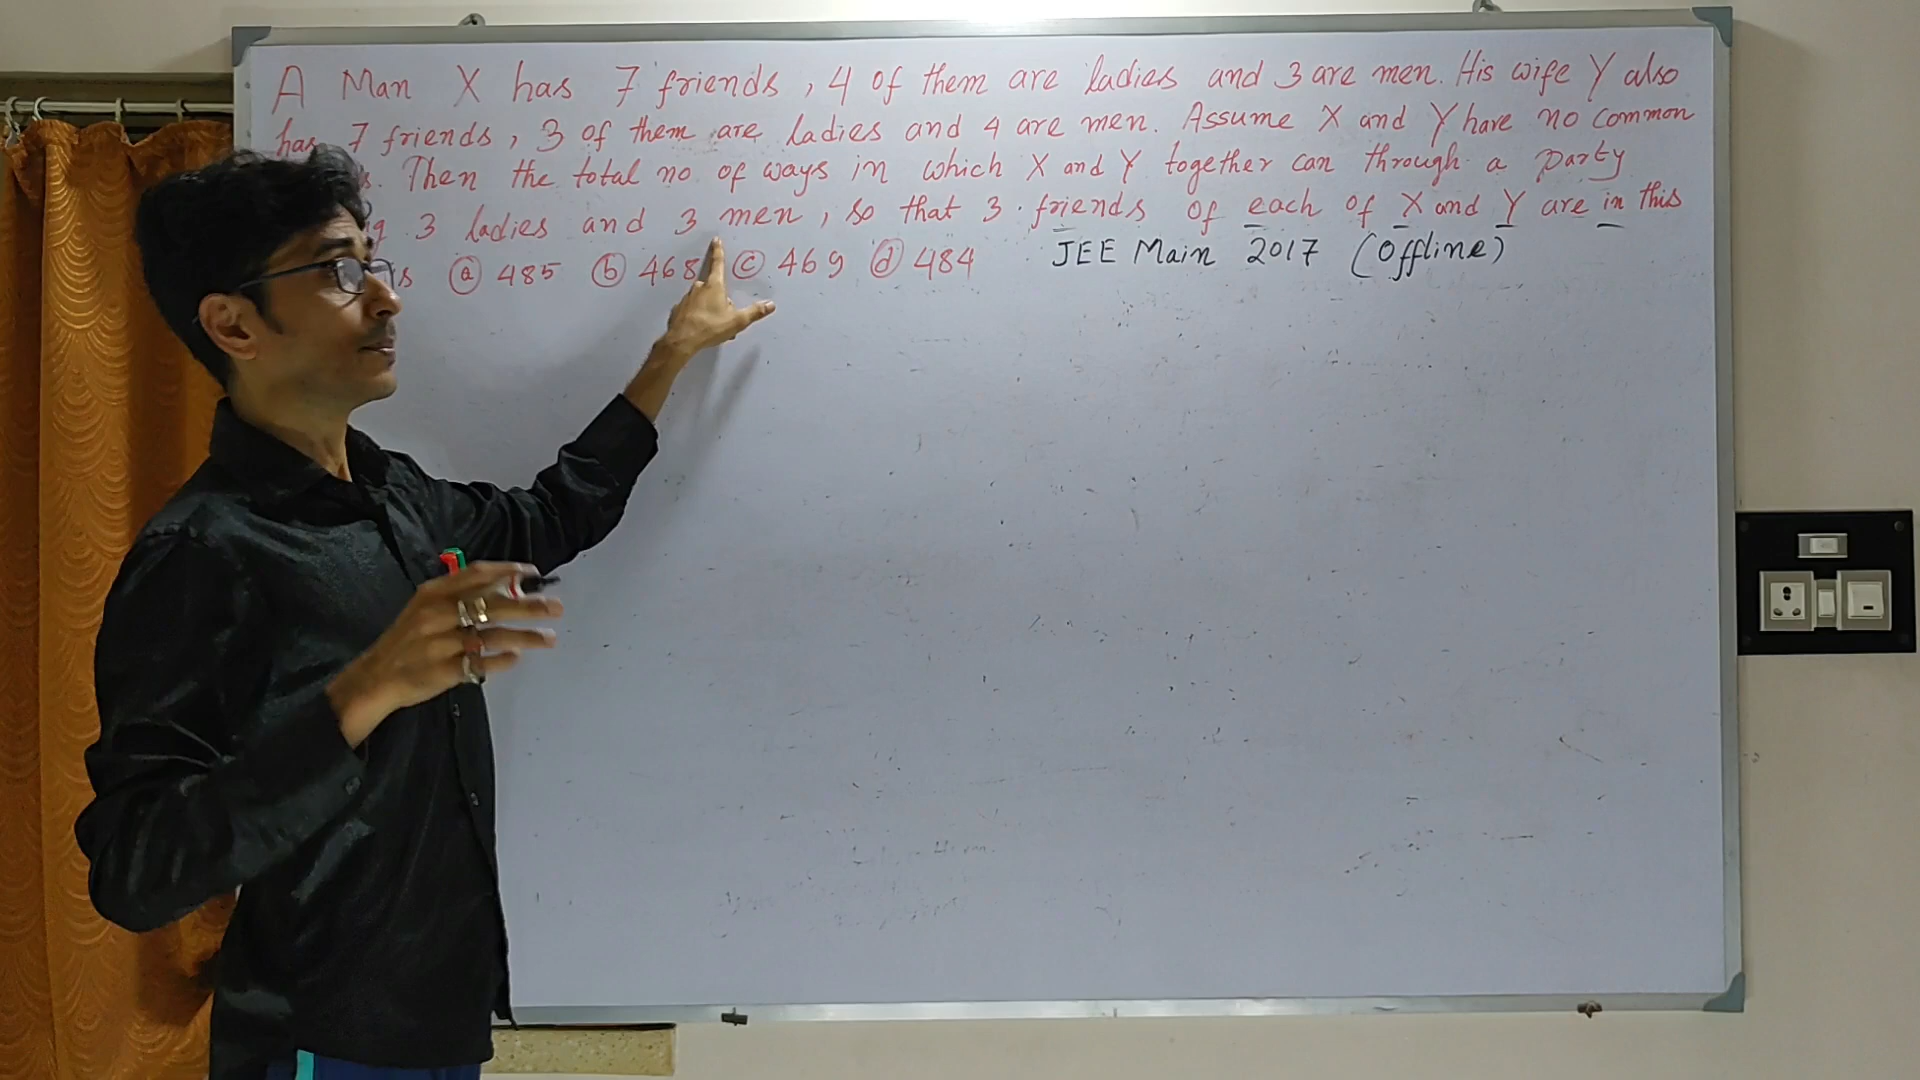 A Man X has 7 friends, 4 of them are ladies and 3 are men. His wife Y also
has 7 friends, 3 of them are ladies and 4 are men. Assume X and Y have no common
Then the total no of ways in which X and Y together can through a party
3 ladies and 3 men, so that 3 friends of each of X and Y are in this
(a) 485 (b) 468 (c) 469 (d) 484 JEE Main 2017 (Offline)